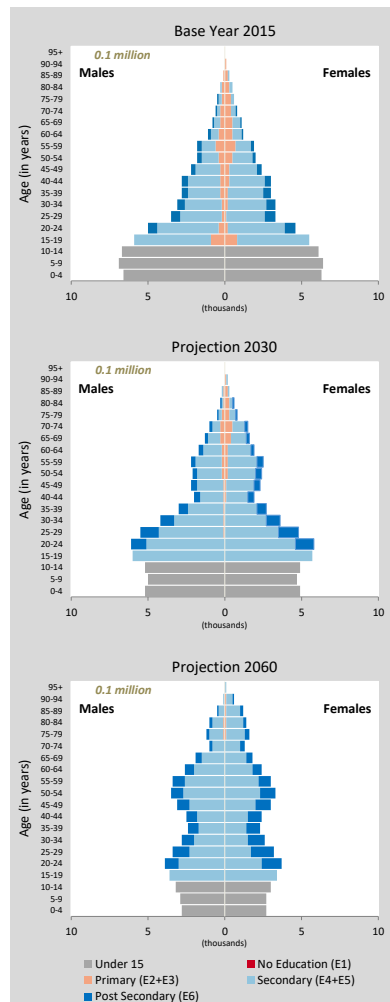 Base Year 2015
0.1 million
Males
Females
Age (in years)
95+
90-94
85-89
80-84
75-79
70-74
65-69
60-64
55-59
50-54
45-49
40-44
35-39
30-34
25-29
20-24
15-19
10-14
5-9
0-4
10 5 0 5 10
(thousands)
Projection 2030
0.1 million
Males
Females
Age (in years)
95+
90-94
85-89
80-84
75-79
70-74
65-69
60-64
55-59
50-54
45-49
40-44
35-39
30-34
25-29
20-24
15-19
10-14
5-9
0-4
10 5 0 5 10
(thousands)
Projection 2060
0.1 million
Males
Females
Age (in years)
95+
90-94
85-89
80-84
75-79
70-74
65-69
60-64
55-59
50-54
45-49
40-44
35-39
30-34
25-29
20-24
15-19
10-14
5-9
0-4
10 5 0 5 10
(thousands)
Under 15 No Education (E1)
Primary (E2+E3) Secondary (E4+E5)
Post Secondary (E6)